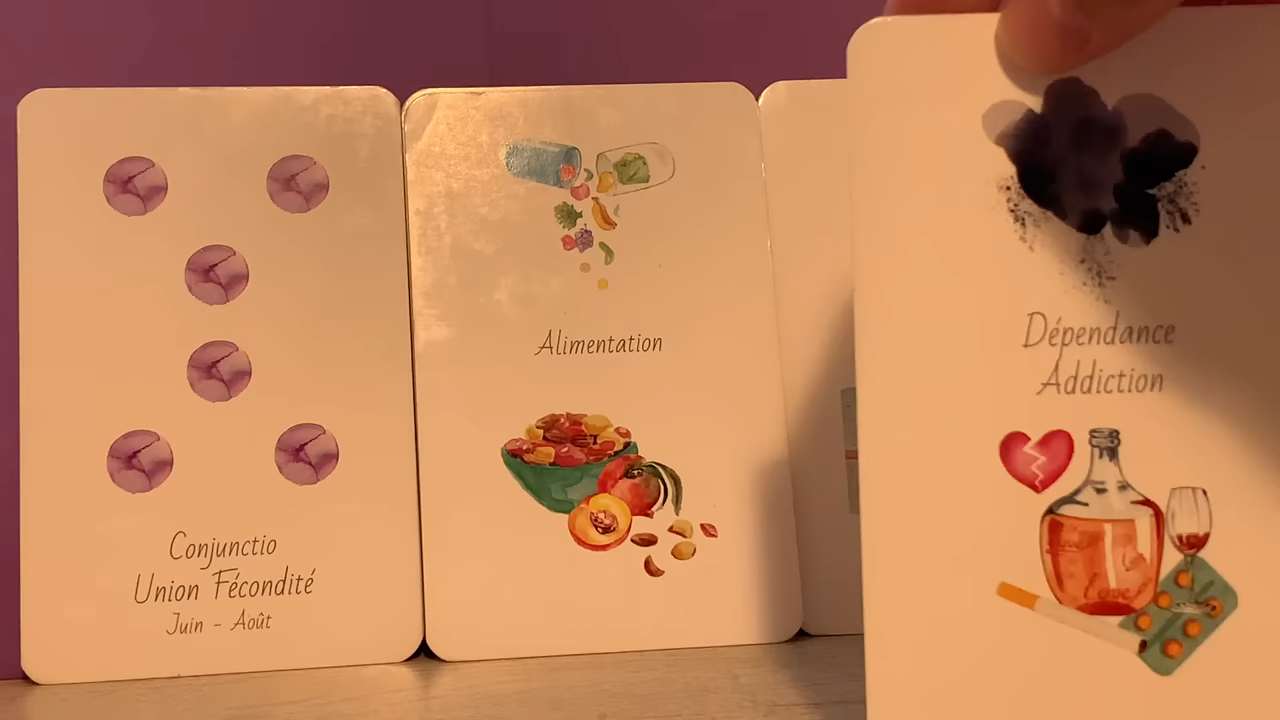 Conjunctio
Union Fécondité
Juin - Août
Alimentation
Dépendance
Addiction